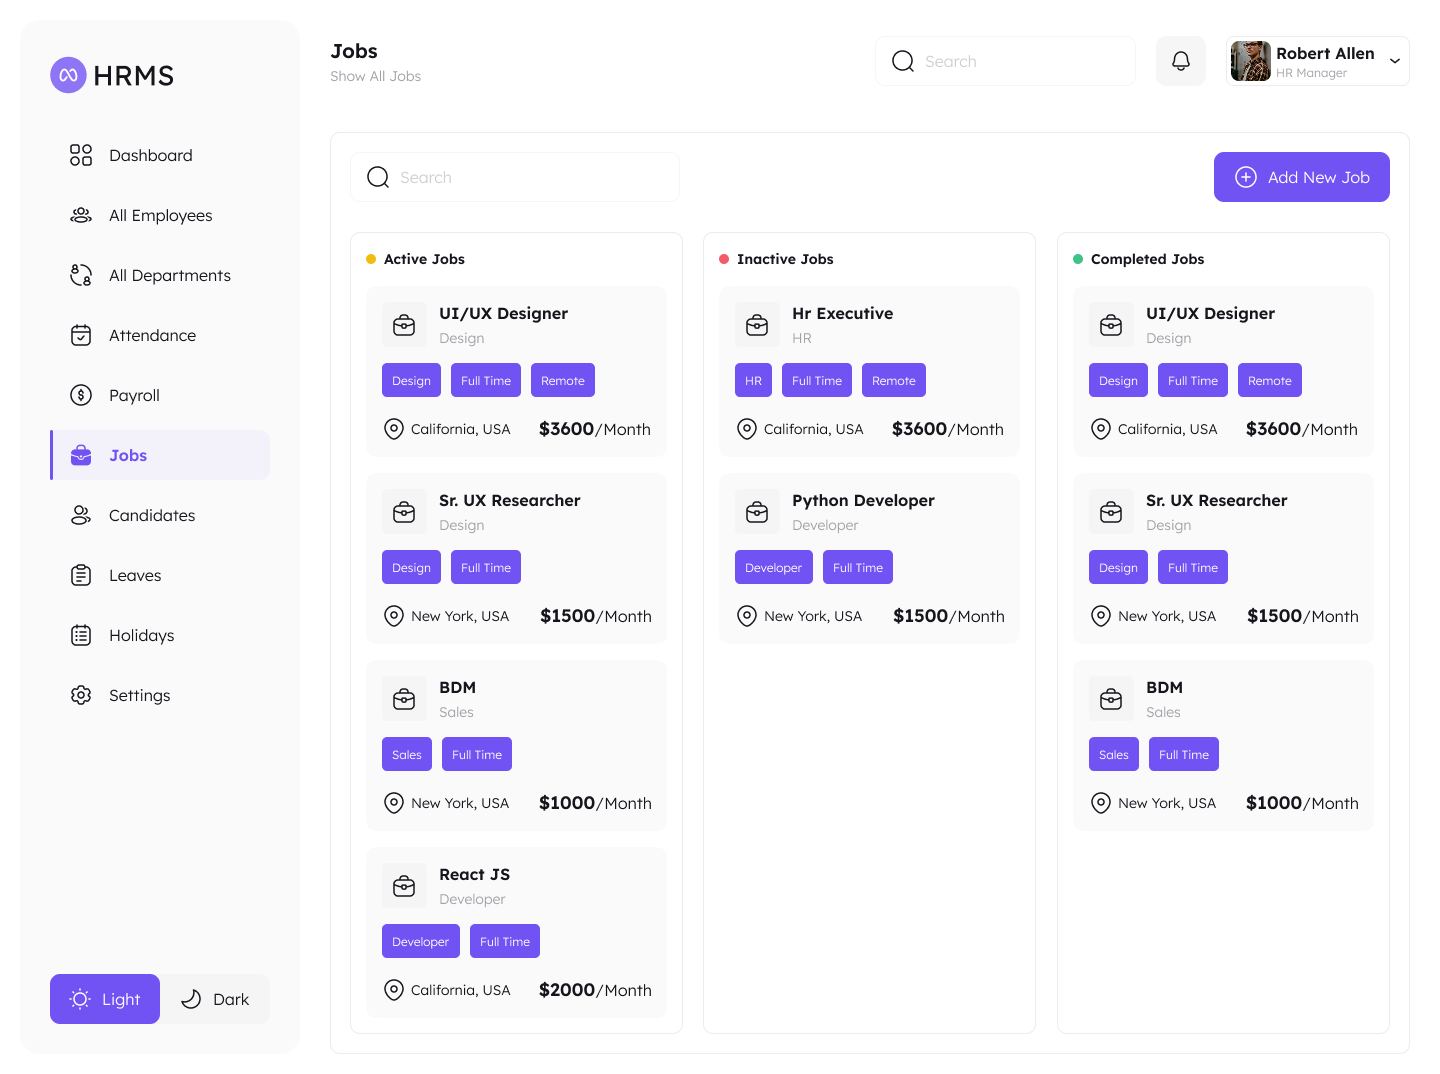 HRMS
Dashboard
All Employees
All Departments
Attendance
Payroll
Jobs
Candidates
Leaves
Holidays
Settings
Light
Dark
Jobs
Show All Jobs
Search
Robert Allen
HR Manager
Search
Add New Job
Active Jobs
UI/UX Designer
Design
Design Full Time Remote
California, USA $3600/Month
Sr. UX Researcher
Design
Design Full Time
New York, USA $1500/Month
BDM
Sales
Sales Full Time
New York, USA $1000/Month
React JS
Developer
Developer Full Time
California, USA $2000/Month
Inactive Jobs
Hr Executive
HR
HR Full Time Remote
California, USA $3600/Month
Python Developer
Developer
Developer Full Time
New York, USA $1500/Month
Completed Jobs
UI/UX Designer
Design
Design Full Time Remote
California, USA $3600/Month
Sr. UX Researcher
Design
Design Full Time
New York, USA $1500/Month
BDM
Sales
Sales Full Time
New York, USA $1000/Month